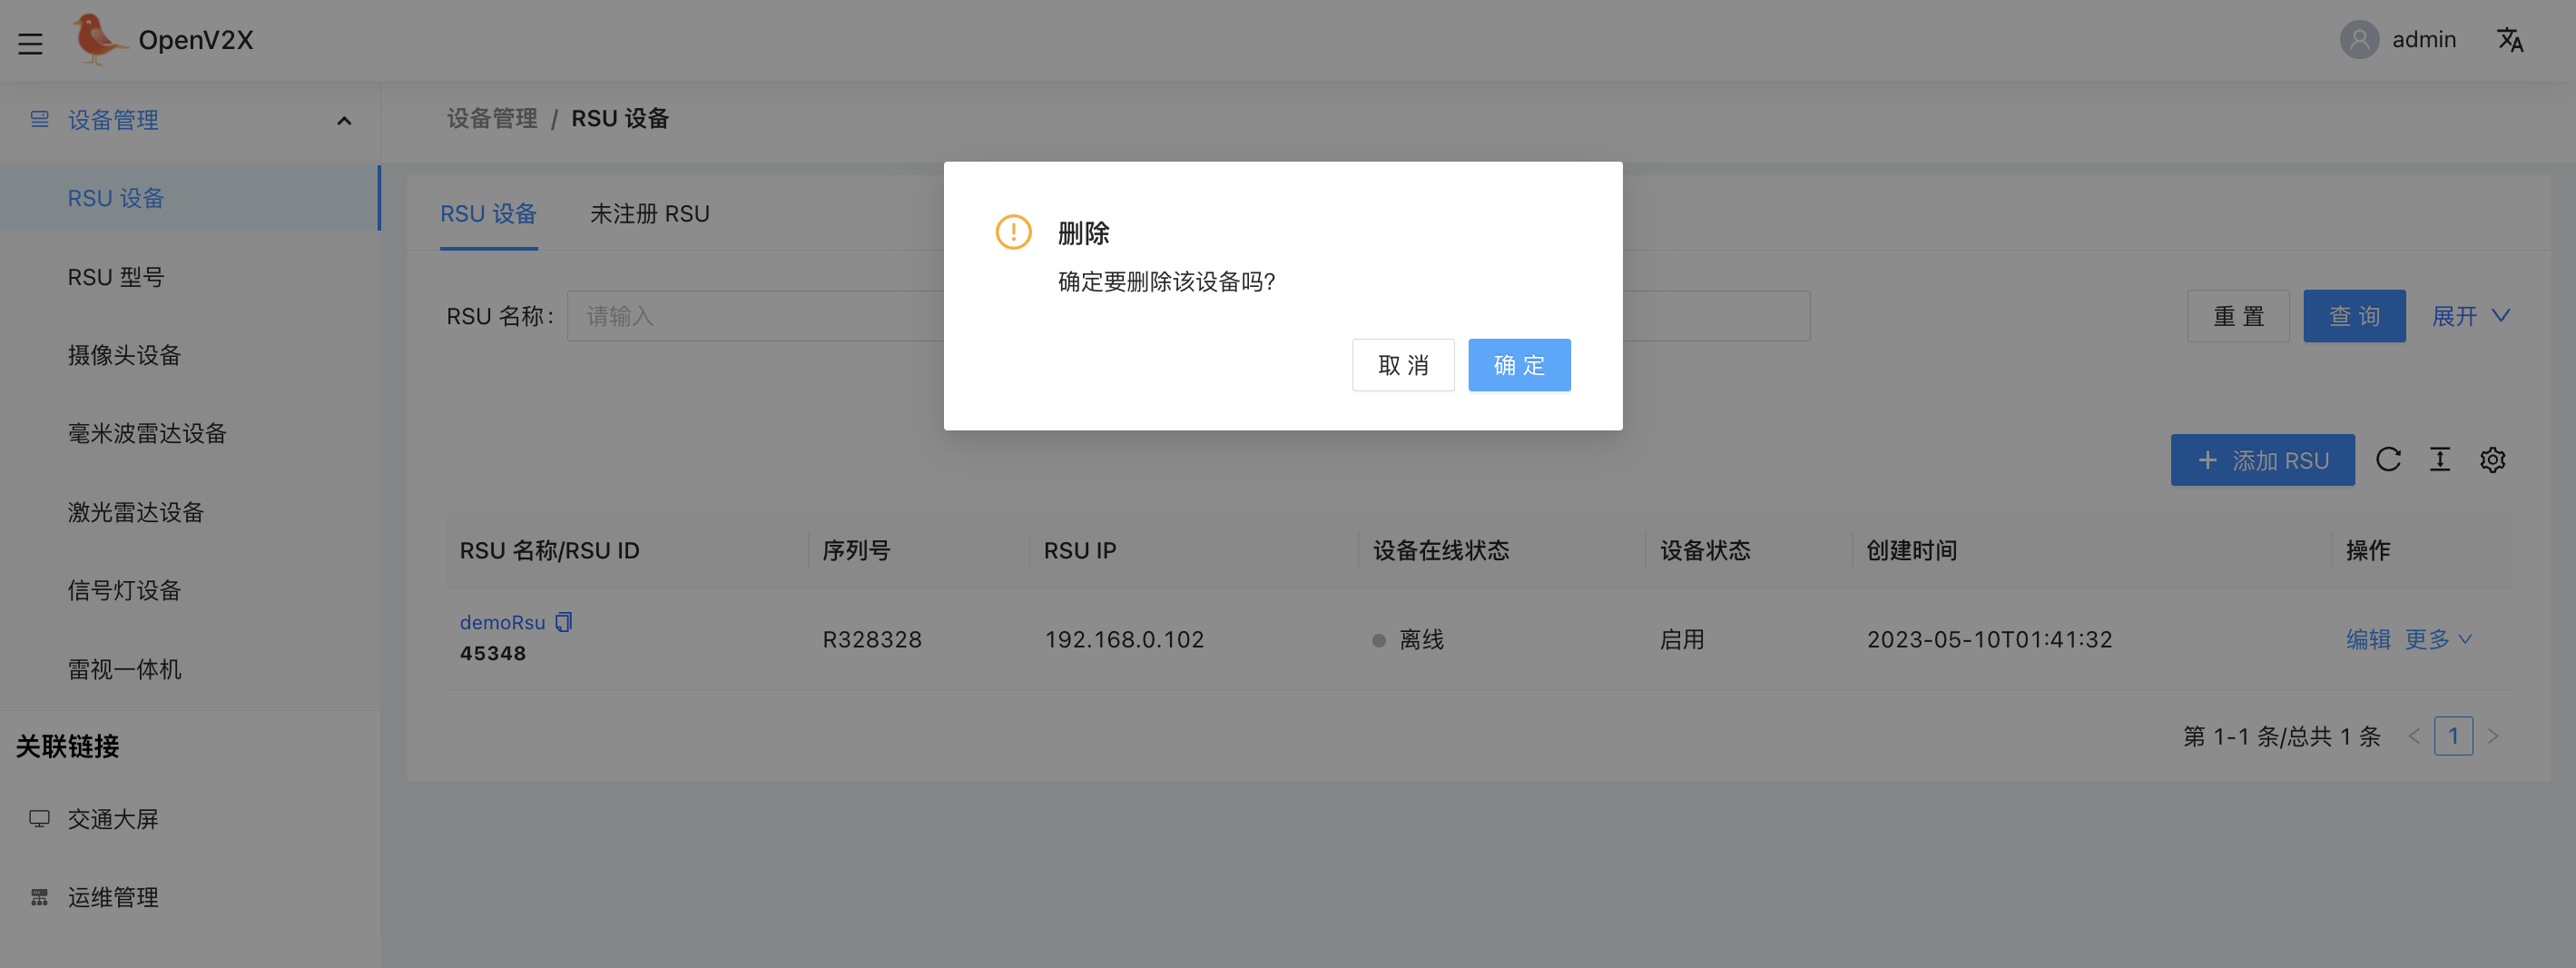 OpenV2X
admin
设备管理
设备管理 / RSU 设备
RSU 设备
RSU 型号
摄像头设备
毫米波雷达设备
激光雷达设备
信号灯设备
雷视一体机
关联链接
交通大屏
运维管理
RSU 设备 未注册 RSU
删除
确定要删除该设备吗?
取 消 确 定
RSU 名称: 请输入
重 置 查 询 展开
+ 添加 RSU
RSU 名称/RSU ID 序列号 RSU IP 设备在线状态 设备状态 创建时间 操作
demoRsu
45348
R328328 192.168.0.102 离线 启用 2023-05-10T01:41:32 编辑 更多
第 1-1 条/总共 1 条 < 1 >